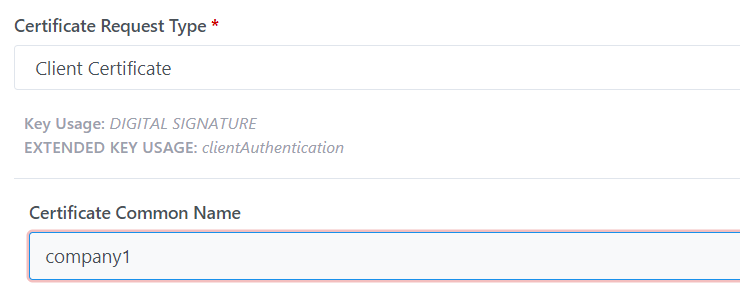 Certificate Request Type *
Client Certificate
Key Usage: DIGITAL SIGNATURE
EXTENDED KEY USAGE: clientAuthentication
Certificate Common Name
company1